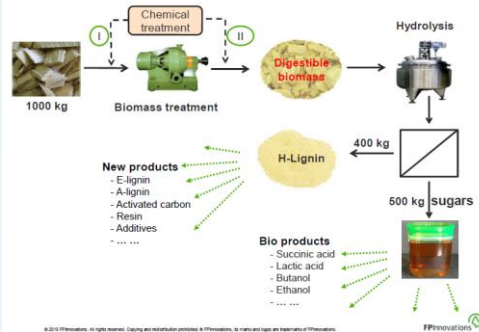 Chemical
treatment
I
II
Hydrolysis
1000 kg
Biomass treatment
Digestible
biomass
400 kg
H-Lignin
New products
- E-lignin
- A-lignin
- Activated carbon
- Resin
- Additives
- ... ...
500 kg sugars
Bio products
- Succinic acid
- Lactic acid
- Butanol
- Ethanol
- ... ...
FPInnovations